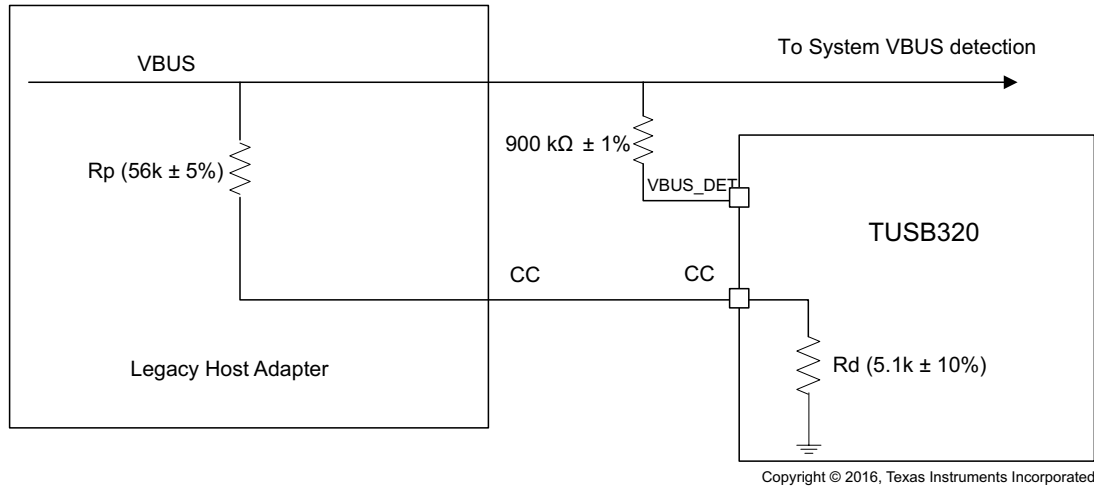 To System VBUS detection
VBUS
900 kΩ ± 1%
Rp (56k ± 5%)
VBUS_DET
TUSB320
CC
CC
Legacy Host Adapter
Rd (5.1k ± 10%)
Copyright © 2016, Texas Instruments Incorporated